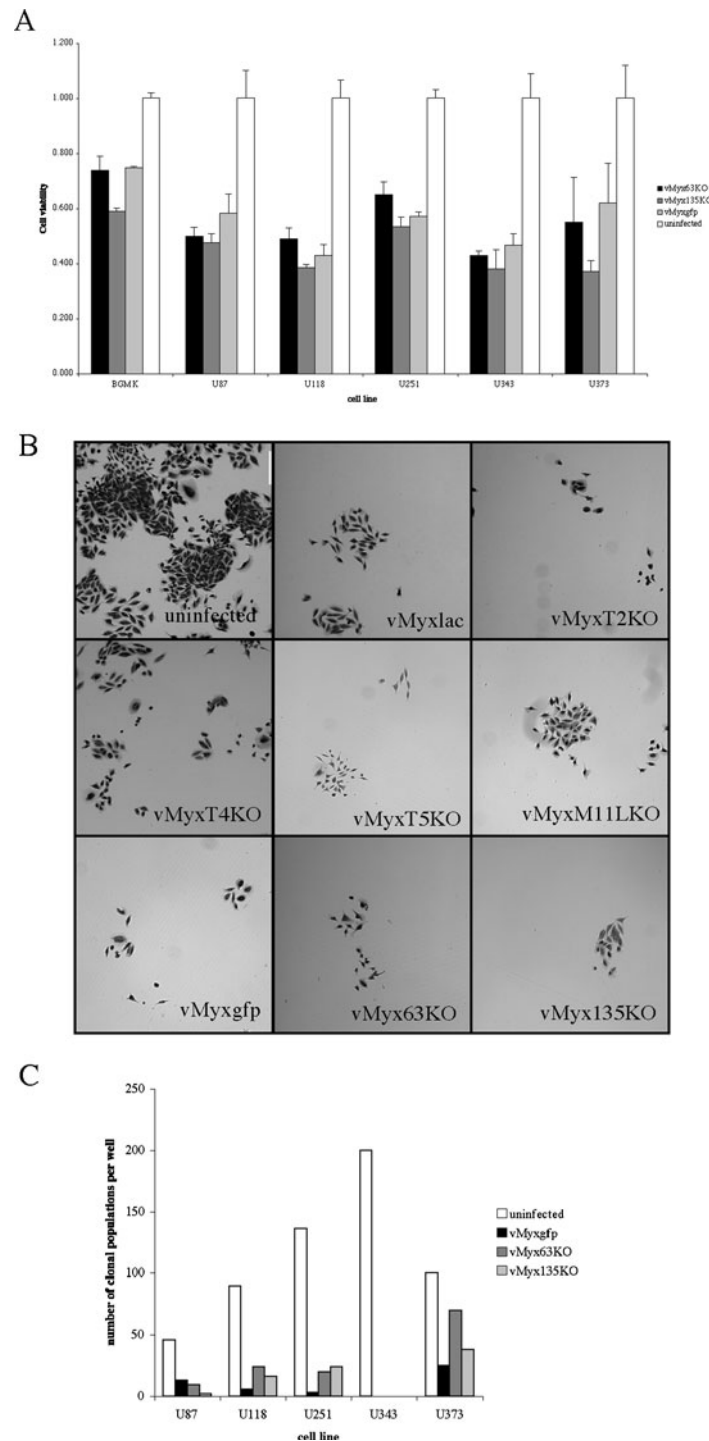 A
1.200
1.000
0.800
0.600
0.400
0.200
0.000
Cell viability
BGMK
U87
U118
U251
U343
U373
cell line
vMyx63KO
vMyx135KO
vMyxgfp
uninfected
B
uninfected
vMyxlac
vMyxT2KO
vMyxT4KO
vMyxT5KO
vMyxM11LKO
vMyxgfp
vMyx63KO
vMyx135KO
C
250
200
150
100
50
0
number of clonal populations per well
U87
U118
U251
U343
U373
cell line
uninfected
vMyxgfp
vMyx63KO
vMyx135KO